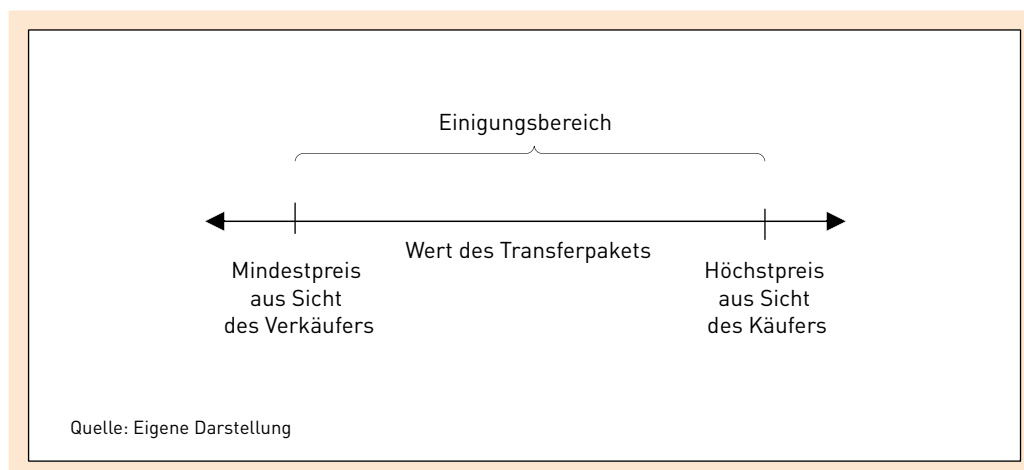 Einigungsbereich
Wert des Transferpakets
Mindestpreis
aus Sicht
des Verkäufers
Höchstpreis
aus Sicht
des Käufers
Quelle: Eigene Darstellung